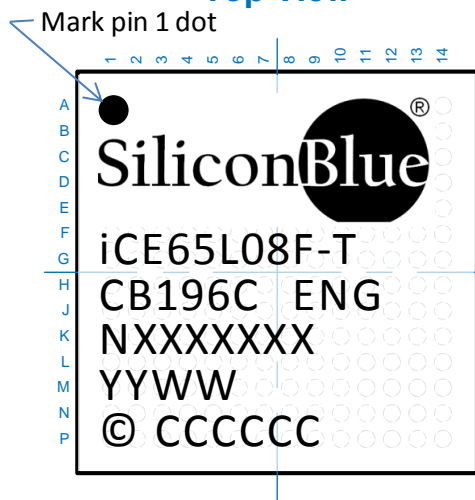 Top View
Mark pin 1 dot
1 2 3 4 5 6 7 8 9 10 11 12 13 14
A
B
C
D
E
F
G
H
J
K
L
M
N
P
SiliconBlue®
iCE65L08F-T
CB196C ENG
NXXXXXXX
YYWW
© CCCCCC